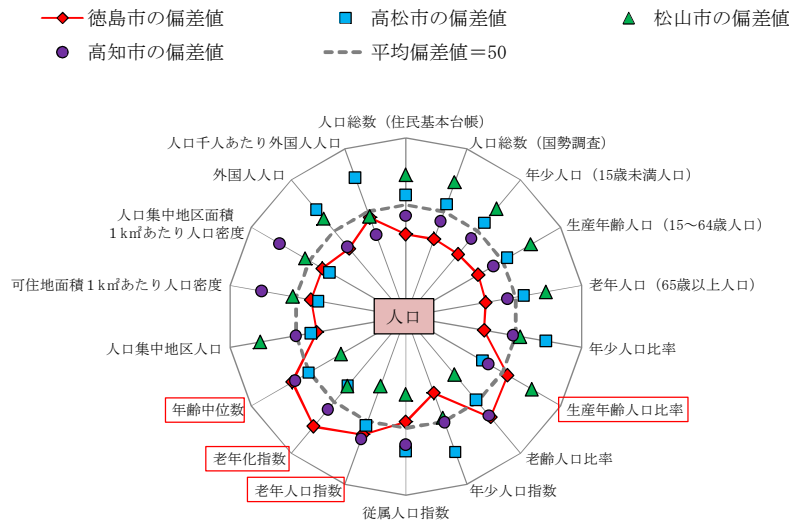 徳島市の偏差値
高松市の偏差値
松山市の偏差値
高知市の偏差値
平均偏差値＝50
人口総数（住民基本台帳）
人口総数（国勢調査）
年少人口（15歳未満人口）
生産年齢人口（15～64歳人口）
老年人口（65歳以上人口）
年少人口比率
生産年齢人口比率
老齢人口比率
年少人口指数
従属人口指数
老年人口指数
老年化指数
年齢中位数
人口集中地区人口
可住地面積１k㎡あたり人口密度
人口集中地区面積
１k㎡あたり人口密度
外国人人口
人口千人あたり外国人人口
人口